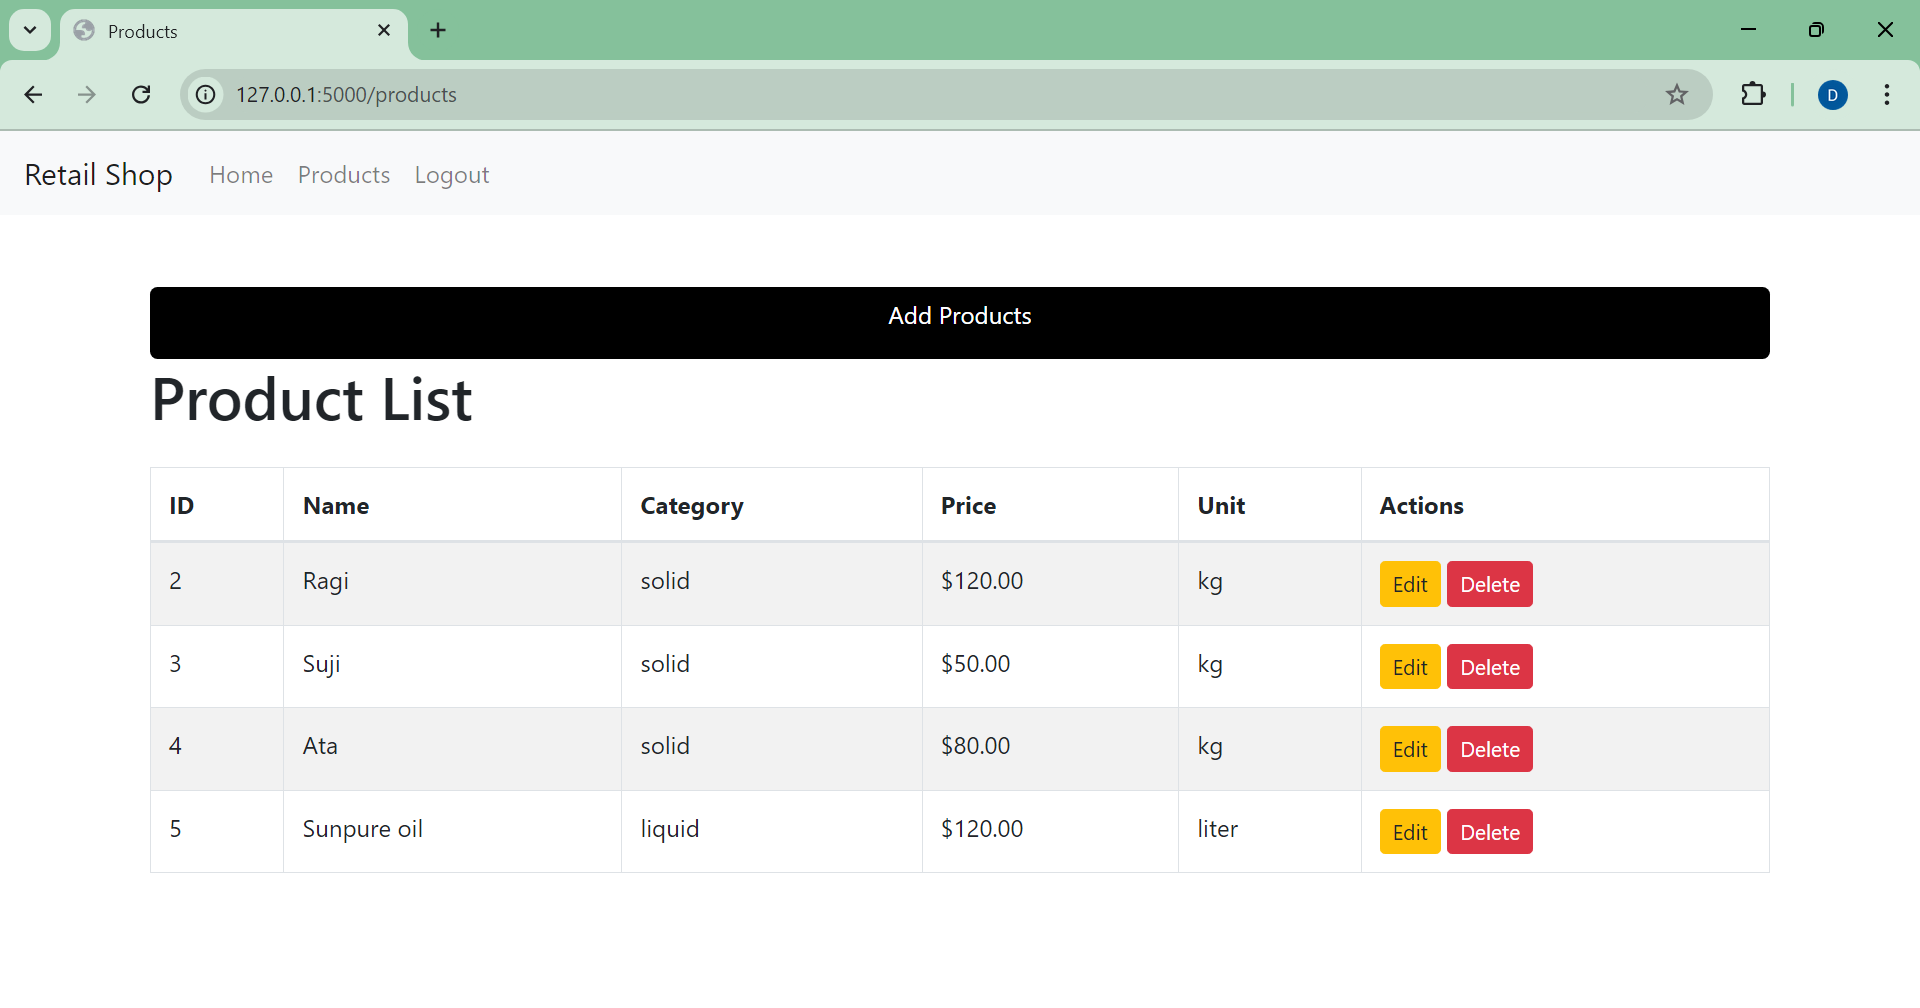 Products
127.0.0.1:5000/products
D
Retail Shop Home Products Logout
Add Products
Product List
ID Name Category Price Unit Actions
2 Ragi solid $120.00 kg Edit Delete
3 Suji solid $50.00 kg Edit Delete
4 Ata solid $80.00 kg Edit Delete
5 Sunpure oil liquid $120.00 liter Edit Delete